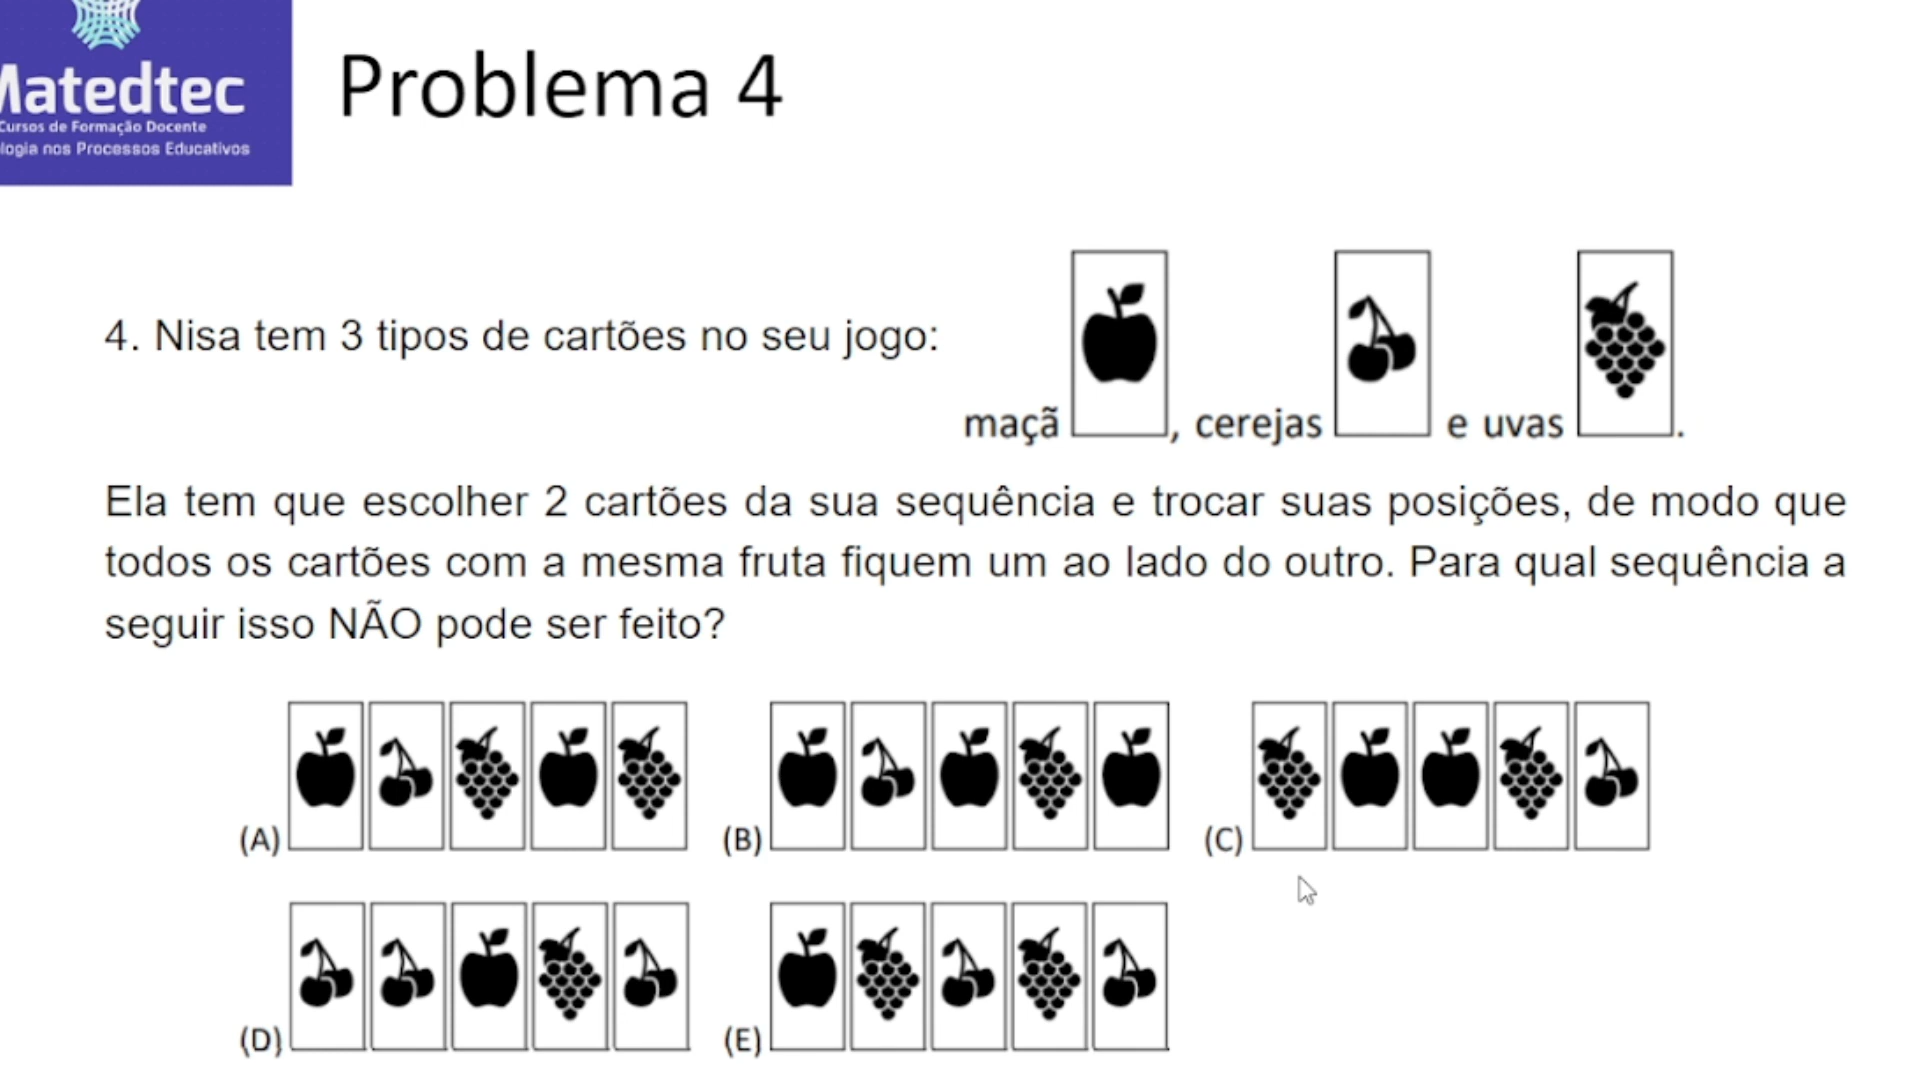 Matedtec
Cursos de Formação Docente
logia nos Processos Educativos
Problema 4
4. Nisa tem 3 tipos de cartões no seu jogo:
maçã , cerejas e uvas .
Ela tem que escolher 2 cartões da sua sequência e trocar suas posições, de modo que
todos os cartões com a mesma fruta fiquem um ao lado do outro. Para qual sequência a
seguir isso NÃO pode ser feito?
(A) (B) (C)
(D) (E)